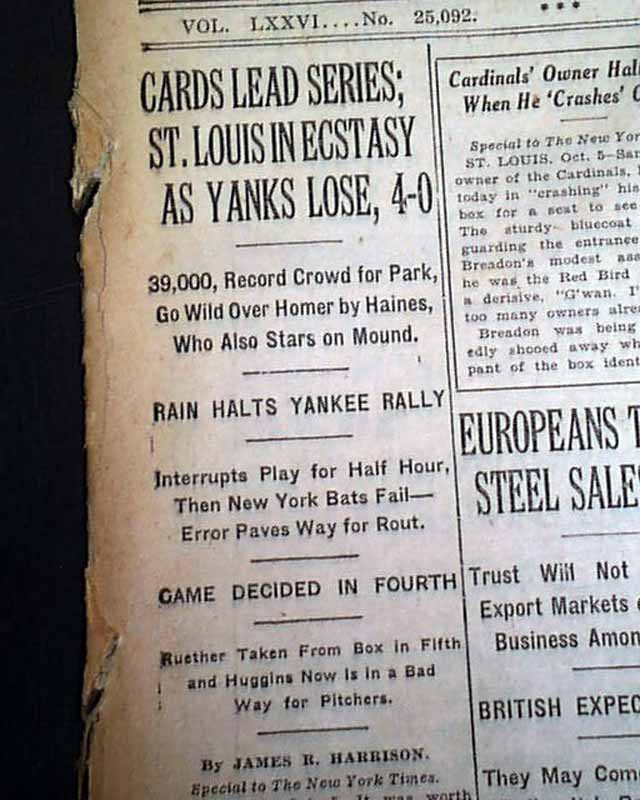 VOL. LXXVI....No. 25,092.
CARDS LEAD SERIES;
ST. LOUIS IN ECSTASY
AS YANKS LOSE, 4-0
39,000, Record Crowd for Park,
Go Wild Over Homer by Haines,
Who Also Stars on Mound.
RAIN HALTS YANKEE RALLY
Interrupts Play for Half Hour,
Then New York Bats Fail—
Error Paves Way for Rout.
GAME DECIDED IN FOURTH
Ruether Taken From Box in Fifth
and Huggins Now Is in a Bad
Way for Pitchers.
By JAMES R. HARRISON.
Special to The New York Times.
It was worth
Cardinals' Owner
When He 'Crashes'
Special to The New
ST. LOUIS, Oct. 5—
owner of the Cardinals,
today in "crashing" his
box for a seat to see
The sturdy bluecoat
guarding the entrance
Breadon's modest
he was the Red Bird
a derisive, "G'wan.
too many owners
Breadon was being
edly shooed away
pant of the box
EUROPEANS
STEEL
Trust Will Not
Export Markets
Business
BRITISH
They May